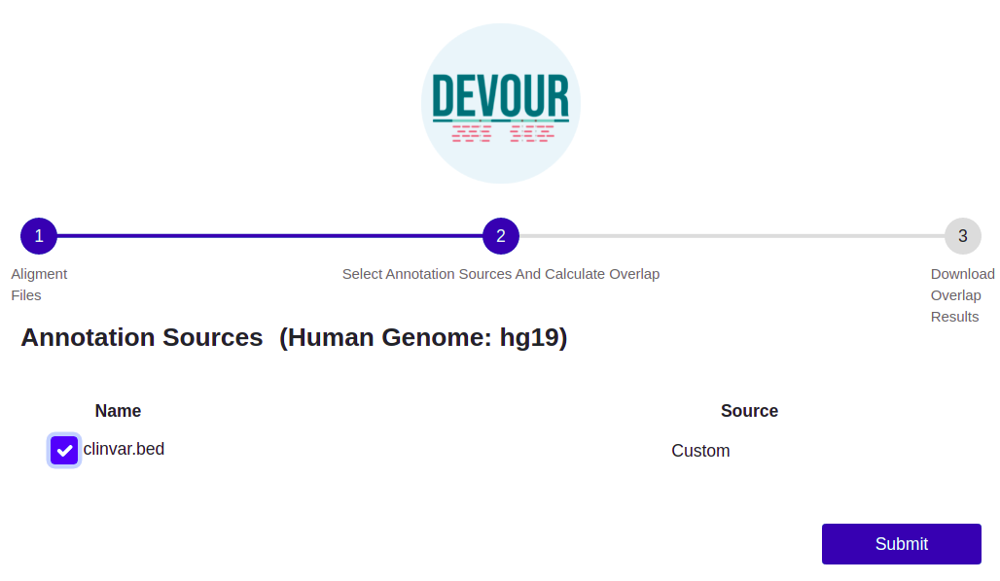 DEVOUR
1
2
3
Aligment
Files
Select Annotation Sources And Calculate Overlap
Download
Overlap
Results
Annotation Sources (Human Genome: hg19)
Name Source
clinvar.bed Custom
Submit